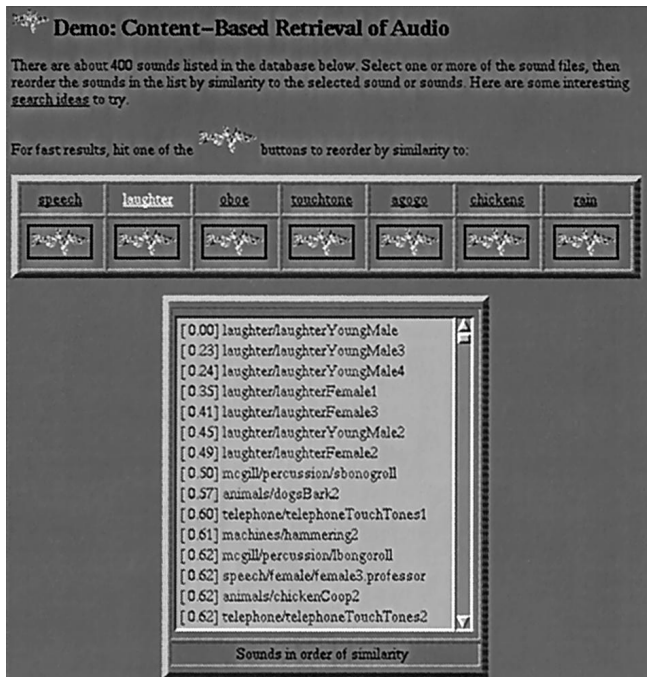 Demo: Content-Based Retrieval of Audio
There are about 400 sounds listed in the database below. Select one or more of the sound files, then
reorder the sounds in the list by similarity to the selected sound or sounds. Here are some interesting
search ideas to try.
For fast results, hit one of the buttons to reorder by similarity to:
speech laughter oboe touchtone agogo chickens rain
[ 0.00] laughter/laughterYoungMale
[ 0.23] laughter/laughterYoungMale3
[ 0.24] laughter/laughterYoungMale4
[ 0.35] laughter/laughterFemale1
[ 0.41] laughter/laughterFemale3
[ 0.45] laughter/laughterYoungMale2
[ 0.49] laughter/laughterFemale2
[ 0.50] mcgill/percussion/sbonogroll
[ 0.57] animals/dogsBark2
[ 0.60] telephone/telephoneTouchTones1
[ 0.61] machines/hammering2
[ 0.62] mcgill/percussion/lbongoroll
[ 0.62] speech/female/female3.professor
[ 0.62] animals/chickenCoop2
[ 0.62] telephone/telephoneTouchTones2
Sounds in order of similarity